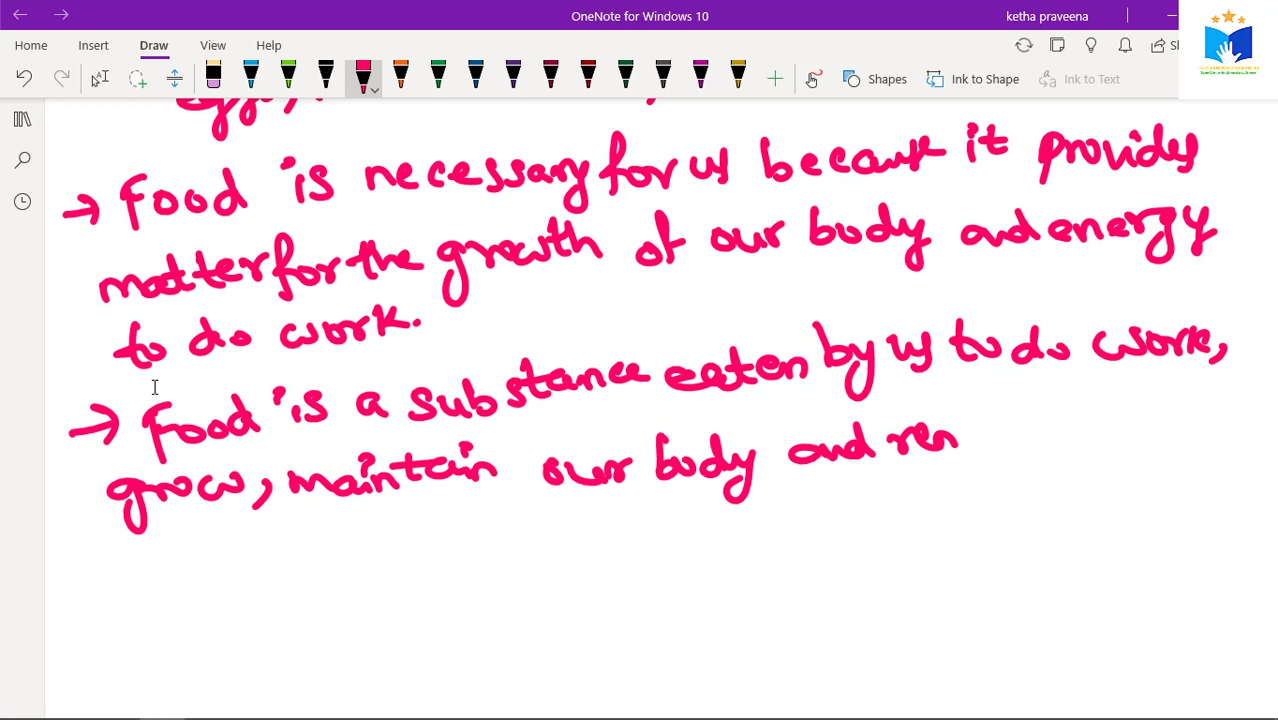 OneNote for Windows 10
ketha praveena
Home Insert Draw View Help
Shapes
Ink to Shape
Ink to Text
→ Food is necessary for us because it provides
matter for the growth of our body and energy
to do work.
→ Food is a substance eaten by us to do work,
grow, maintain our body and ren